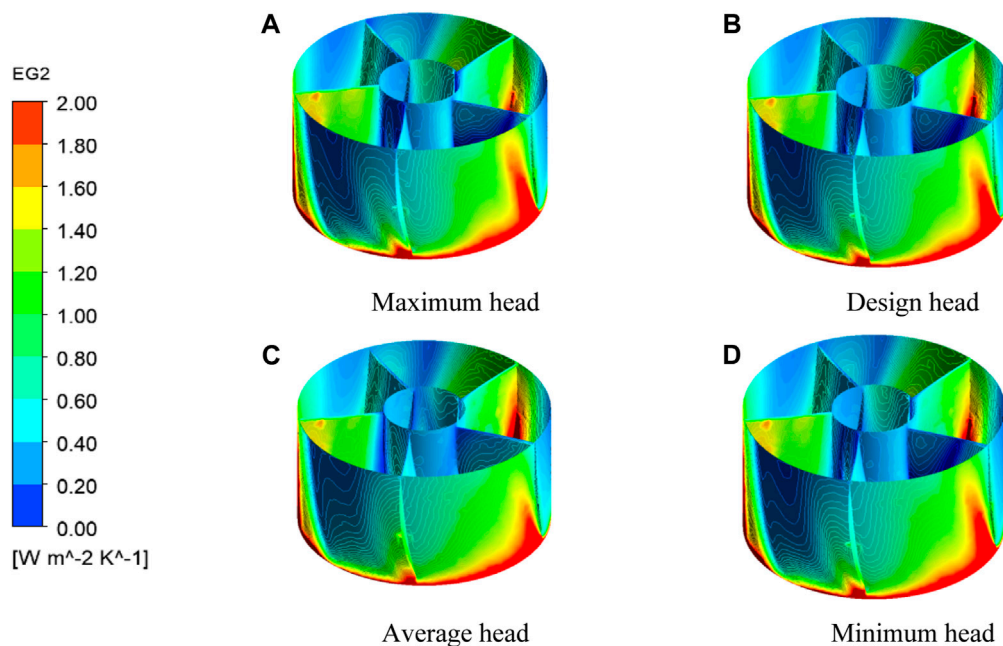 A
B
EG2
2.00
1.80
1.60
1.40
1.20
1.00
0.80
0.60
0.40
0.20
0.00
[W m^-2 K^-1]
Maximum head
Design head
C
D
Average head
Minimum head